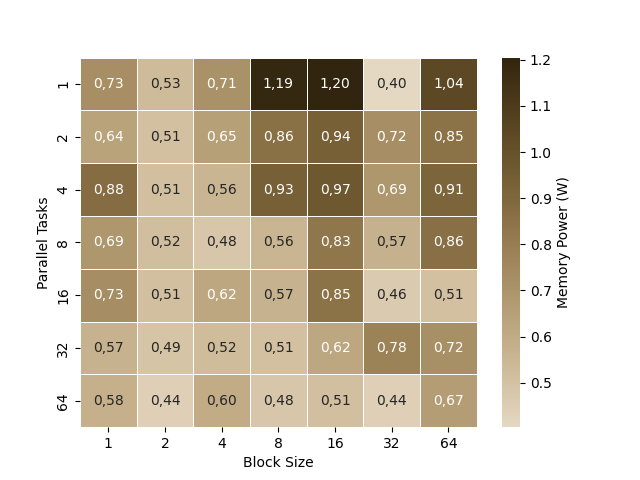 1 0,73 0,53 0,71 1,19 1,20 0,40 1,04
2 0,64 0,51 0,65 0,86 0,94 0,72 0,85
4 0,88 0,51 0,56 0,93 0,97 0,69 0,91
8 0,69 0,52 0,48 0,56 0,83 0,57 0,86
16 0,73 0,51 0,62 0,57 0,85 0,46 0,51
32 0,57 0,49 0,52 0,51 0,62 0,78 0,72
64 0,58 0,44 0,60 0,48 0,51 0,44 0,67
1 2 4 8 16 32 64
Block Size
Parallel Tasks
1.2
1.1
1.0
0.9
0.8
0.7
0.6
0.5
Memory Power (W)